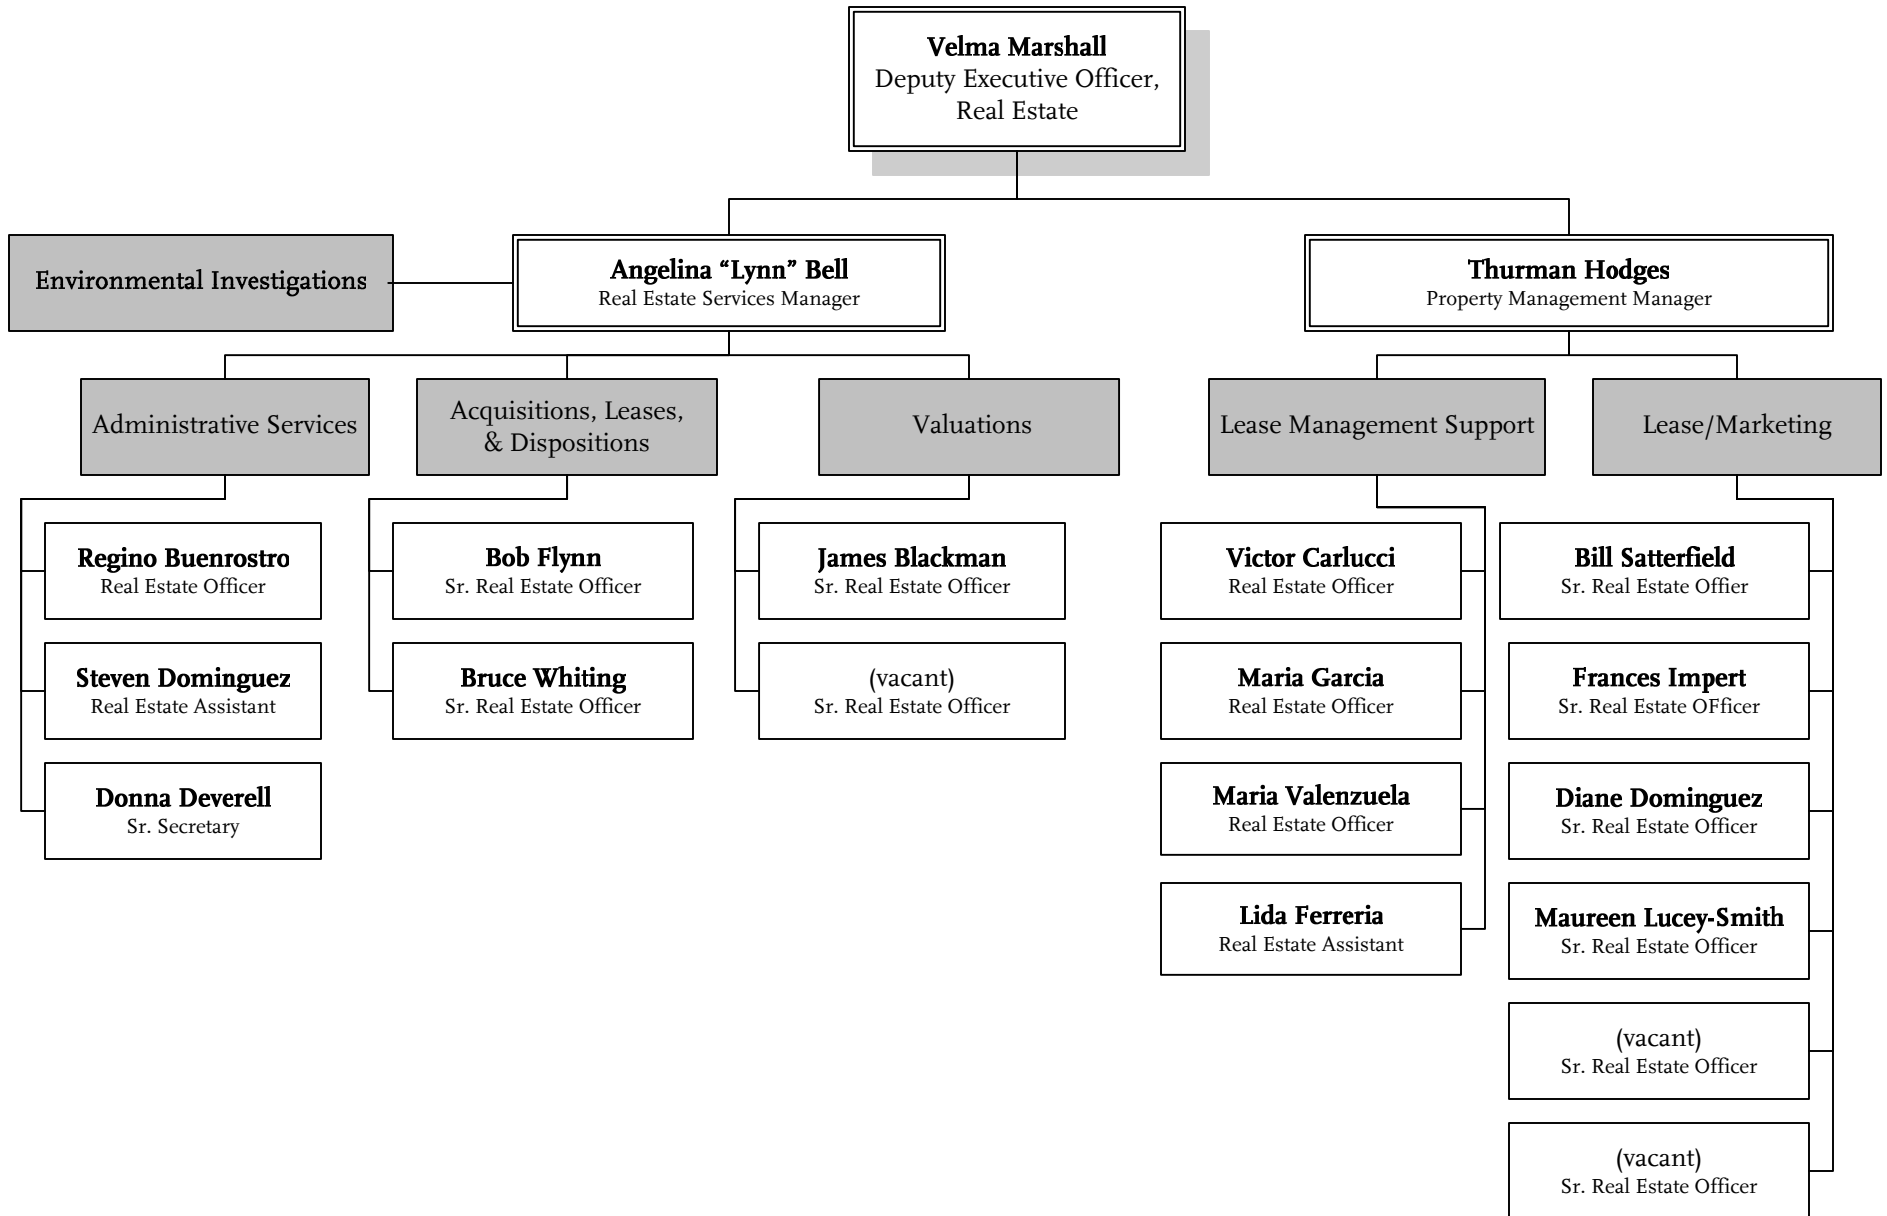 Velma Marshall
Deputy Executive Officer,
Real Estate
Environmental Investigations
Angelina “Lynn” Bell
Real Estate Services Manager
Thurman Hodges
Property Management Manager
Administrative Services
Acquisitions, Leases,
& Dispositions
Valuations
Lease Management Support
Lease/Marketing
Regino Buenrostro
Real Estate Officer
Steven Dominguez
Real Estate Assistant
Donna Deverell
Sr. Secretary
Bob Flynn
Sr. Real Estate Officer
Bruce Whiting
Sr. Real Estate Officer
James Blackman
Sr. Real Estate Officer
(vacant)
Sr. Real Estate Officer
Victor Carlucci
Real Estate Officer
Maria Garcia
Real Estate Officer
Maria Valenzuela
Real Estate Officer
Lida Ferreria
Real Estate Assistant
Bill Satterfield
Sr. Real Estate Offier
Frances Impert
Sr. Real Estate OFficer
Diane Dominguez
Sr. Real Estate Officer
Maureen Lucey-Smith
Sr. Real Estate Officer
(vacant)
Sr. Real Estate Officer
(vacant)
Sr. Real Estate Officer